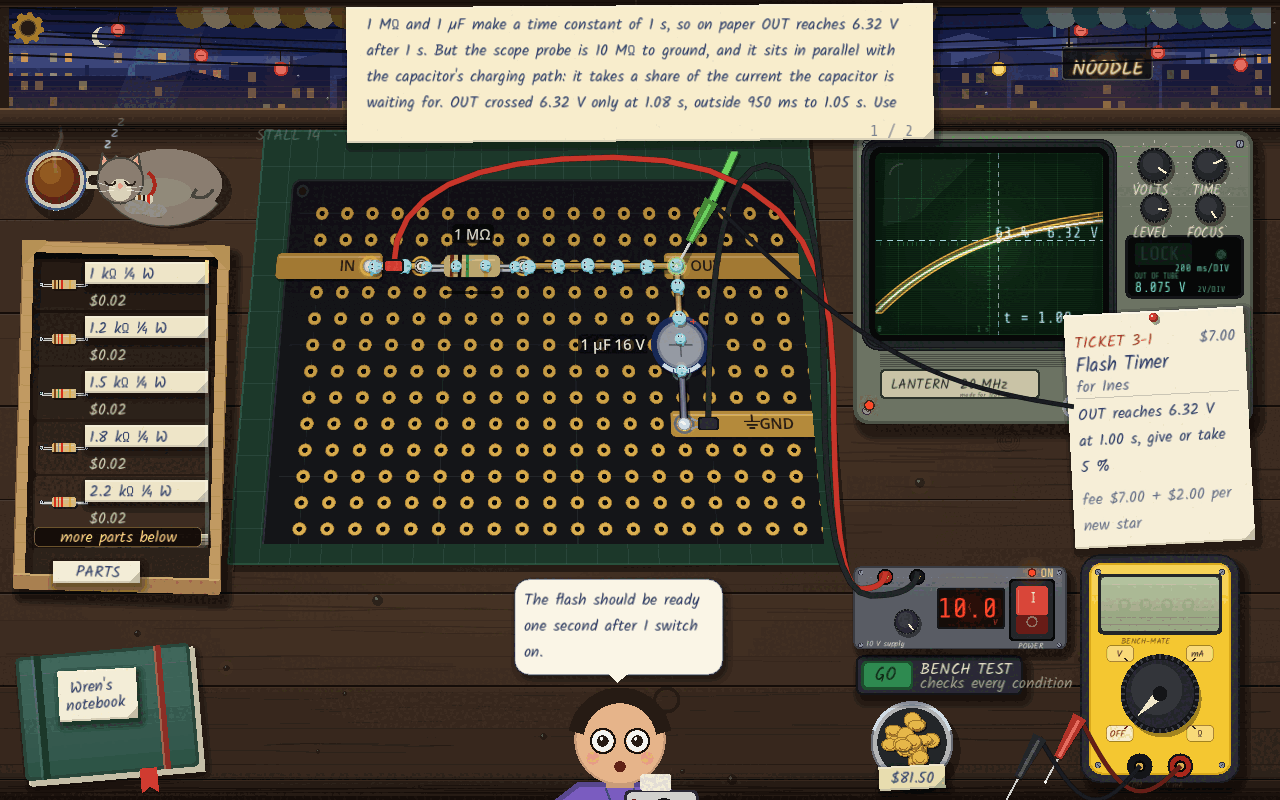 1 MΩ and 1 µF make a time constant of 1 s, so on paper OUT reaches 6.32 V
after 1 s. But the scope probe is 10 MΩ to ground, and it sits in parallel with
the capacitor's charging path: it takes a share of the current the capacitor is
waiting for. OUT crossed 6.32 V only at 1.08 s, outside 950 ms to 1.05 s. Use
1 / 2
NOODLE
STALL 19
z
z
z
1 kΩ ¼ W
$0.02
1.2 kΩ ¼ W
$0.02
1.5 kΩ ¼ W
$0.02
1.8 kΩ ¼ W
$0.02
2.2 kΩ ¼ W
$0.02
more parts below
PARTS
Wren's
notebook
1 MΩ
IN
OUT
1 µF 16 V
GND
63 % 6.32 V
1 s
t = 1.08
VOLTS
TIME
LEVEL
FOCUS
LOCK
200 ms/DIV
OUT OF TUBE
8.075 V
2V/DIV
LANTERN 20 MHz
TICKET 3-1
$7.00
Flash Timer
for Ines
OUT reaches 6.32 V
at 1.00 s, give or take
5 %
fee $7.00 + $2.00 per
new star
The flash should be ready
one second after I switch
on.
ON
10.0
V
I
10 V supply
POWER
GO
BENCH TEST
checks every condition
$81.50
BENCH-MATE
V
mA
OFF
Ω